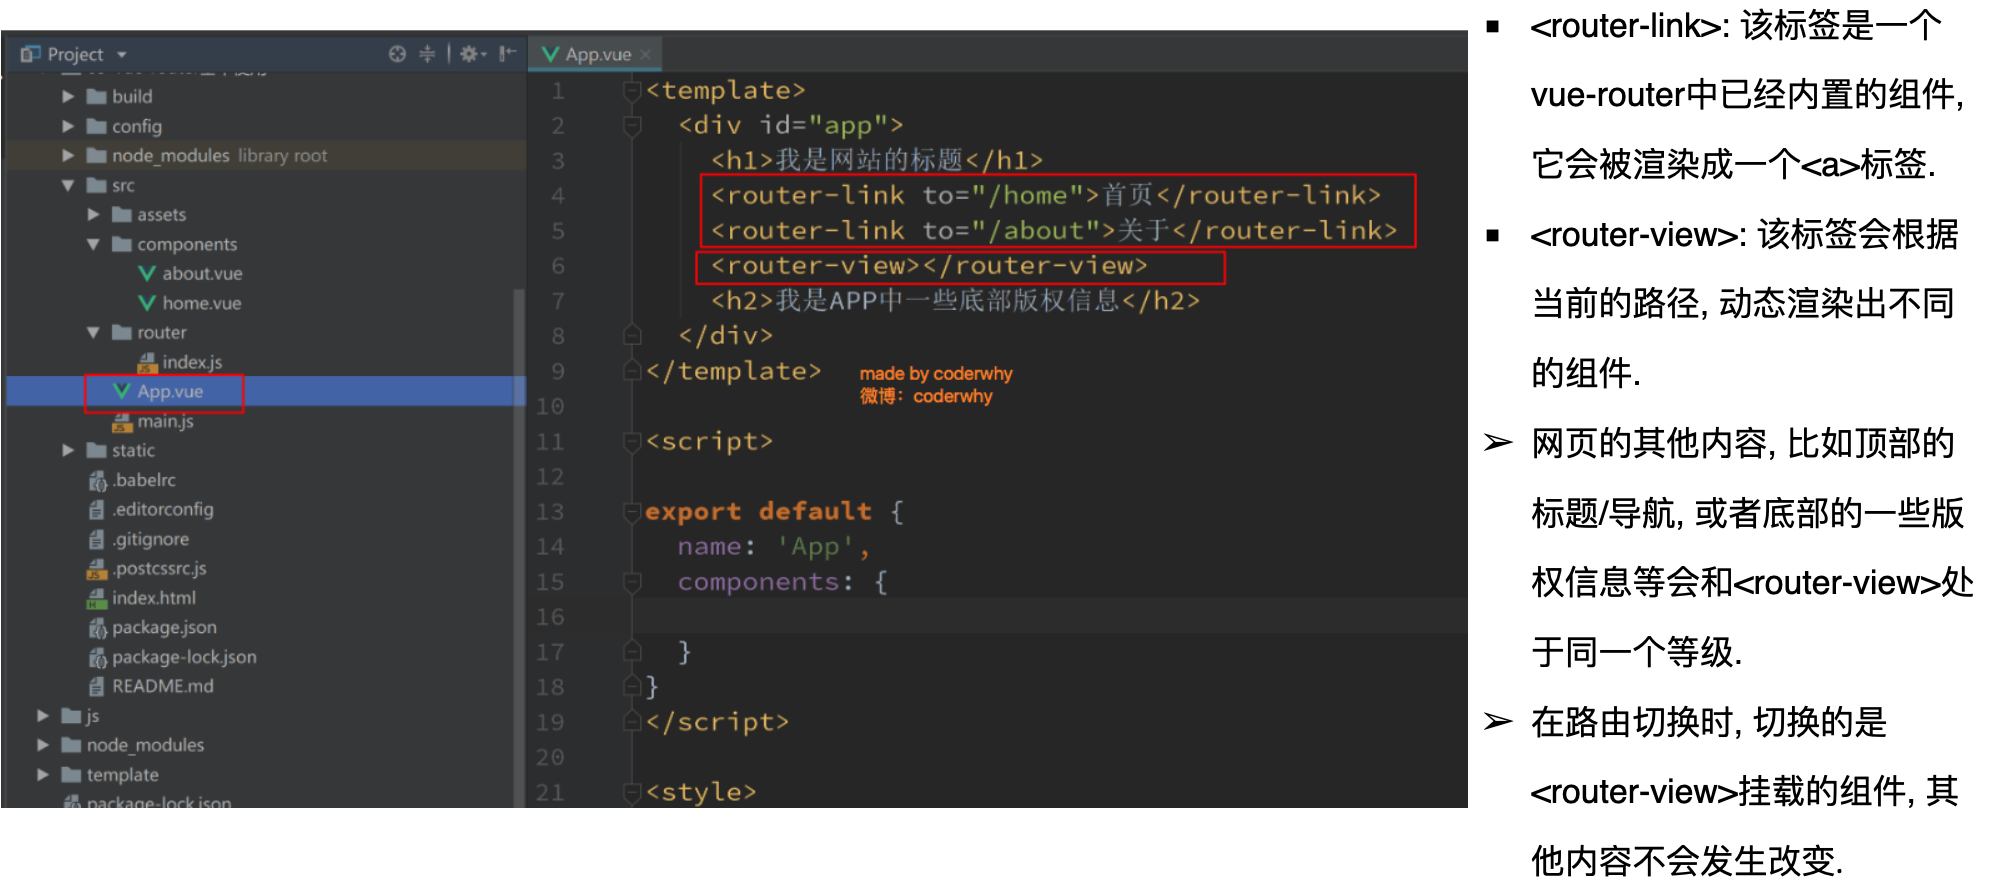 Project
App.vue
build
config
node_modules library root
src
assets
components
about.vue
home.vue
router
index.js
App.vue
main.js
static
.babelrc
.editorconfig
.gitignore
.postcssrc.js
index.html
package.json
package-lock.json
README.md
js
node_modules
template
package-lock.json
1 <template>
2 <div id="app">
3 <h1>我是网站的标题</h1>
4 <router-link to="/home">首页</router-link>
5 <router-link to="/about">关于</router-link>
6 <router-view></router-view>
7 <h2>我是APP中一些底部版权信息</h2>
8 </div>
9 </template>
made by coderwhy
微博：coderwhy
10
11 <script>
12
13 export default {
14 name: 'App',
15 components: {
16
17 }
18 }
19 </script>
20
21 <style>
▪ <router-link>: 该标签是一个
vue-router中已经内置的组件,
它会被渲染成一个<a>标签.
▪ <router-view>: 该标签会根据
当前的路径, 动态渲染出不同
的组件.
➢ 网页的其他内容, 比如顶部的
标题/导航, 或者底部的一些版
权信息等会和<router-view>处
于同一个等级.
➢ 在路由切换时, 切换的是
<router-view>挂载的组件, 其
他内容不会发生改变.